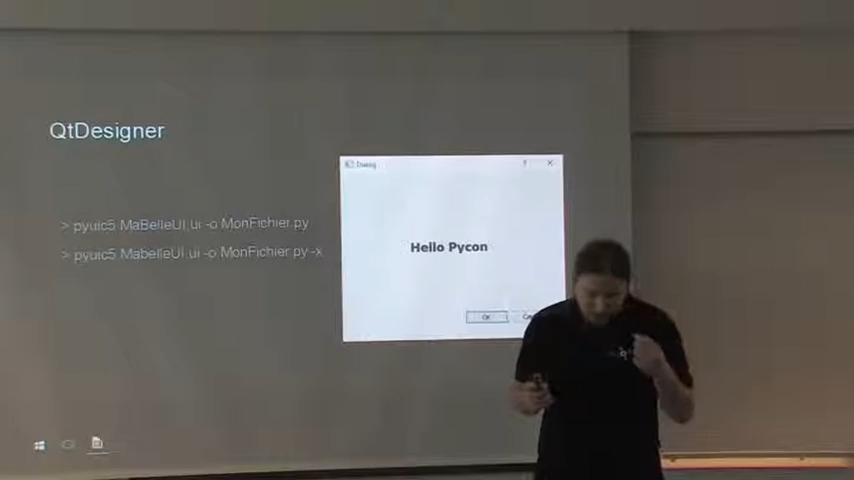 QtDesigner
Dialog
?
> pyuic5 MaBelleUI.ui -o MonFichier.py
> pyuic5 MabelleUI.ui -o MonFichier.py -x
Hello Pycon
OK